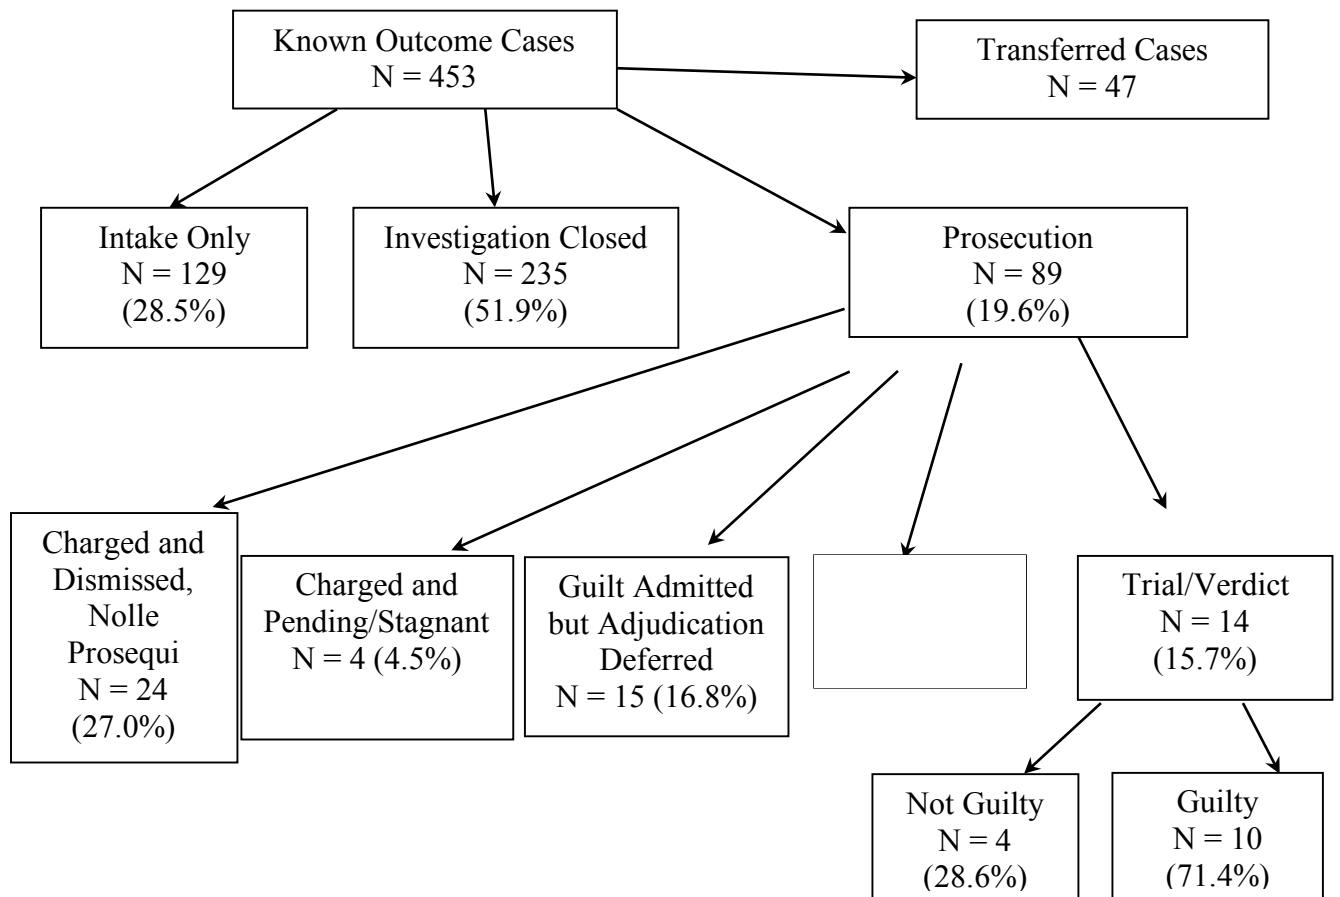 Known Outcome Cases
N = 453
Transferred Cases
N = 47
Intake Only
N = 129
(28.5%)
Investigation Closed
N = 235
(51.9%)
Prosecution
N = 89
(19.6%)
Charged and
Dismissed,
Nolle
Prosequi
N = 24
(27.0%)
Charged and
Pending/Stagnant
N = 4 (4.5%)
Guilt Admitted
but Adjudication
Deferred
N = 15 (16.8%)
Trial/Verdict
N = 14
(15.7%)
Not Guilty
N = 4
(28.6%)
Guilty
N = 10
(71.4%)